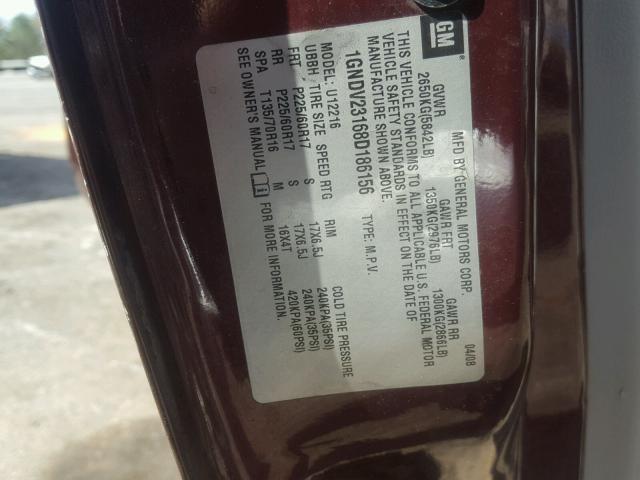 GM
MFD BY GENERAL MOTORS CORP. 04/08
GVWR GAWR FRT GAWR RR
2650KG(5842LB) 1350KG(2976LB) 1300KG(2866LB)
THIS VEHICLE CONFORMS TO ALL APPLICABLE U.S. FEDERAL MOTOR
VEHICLE SAFETY STANDARDS IN EFFECT ON THE DATE OF
MANUFACTURE SHOWN ABOVE.
1GNDV23168D186156 TYPE: M.P.V.
MODEL: U12216
UBBH TIRE SIZE SPEED RTG RIM COLD TIRE PRESSURE
FRT P225/60R17 S 17X6.5J 240KPA(35PSI)
RR P225/60R17 S 17X6.5J 240KPA(35PSI)
SPA T135/70R16 M 16X4T 420KPA(60PSI)
SEE OWNER'S MANUAL FOR MORE INFORMATION.